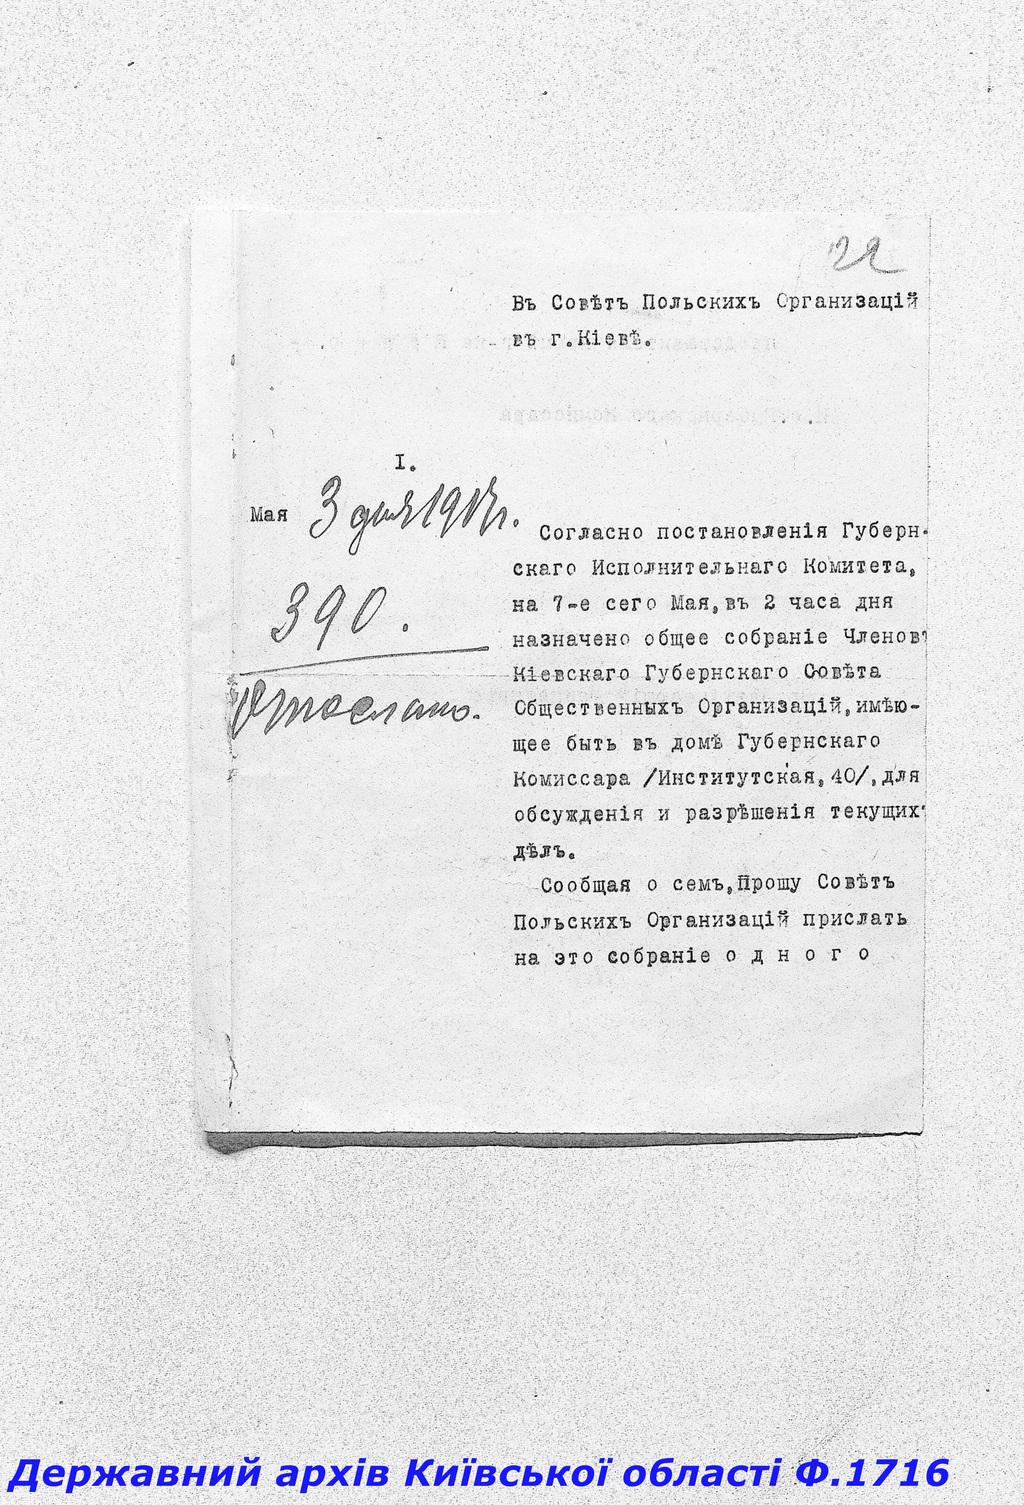 22
Въ Совѣтъ Польскихъ Организацій
въ г.Кіевѣ.
I.
Мая 3 дня 1917 г.
390.
Отослано.
Согласно постановленія Губерн-
скаго Исполнительнаго Комитета,
на 7-е сего Мая,въ 2 часа дня
назначено общее собраніе Членов
Кіевскаго Губернскаго Совѣта
Общественныхъ Организацій,имѣю-
щее быть въ домѣ Губернскаго
Комиссара /Институтская,40/,для
обсужденія и разрѣшенія текущих
дѣлъ.
Сообщая о семъ,прошу Совѣтъ
Польскихъ Организацій прислать
на это собраніе о д н о г о
Державний архів Київської області Ф.1716